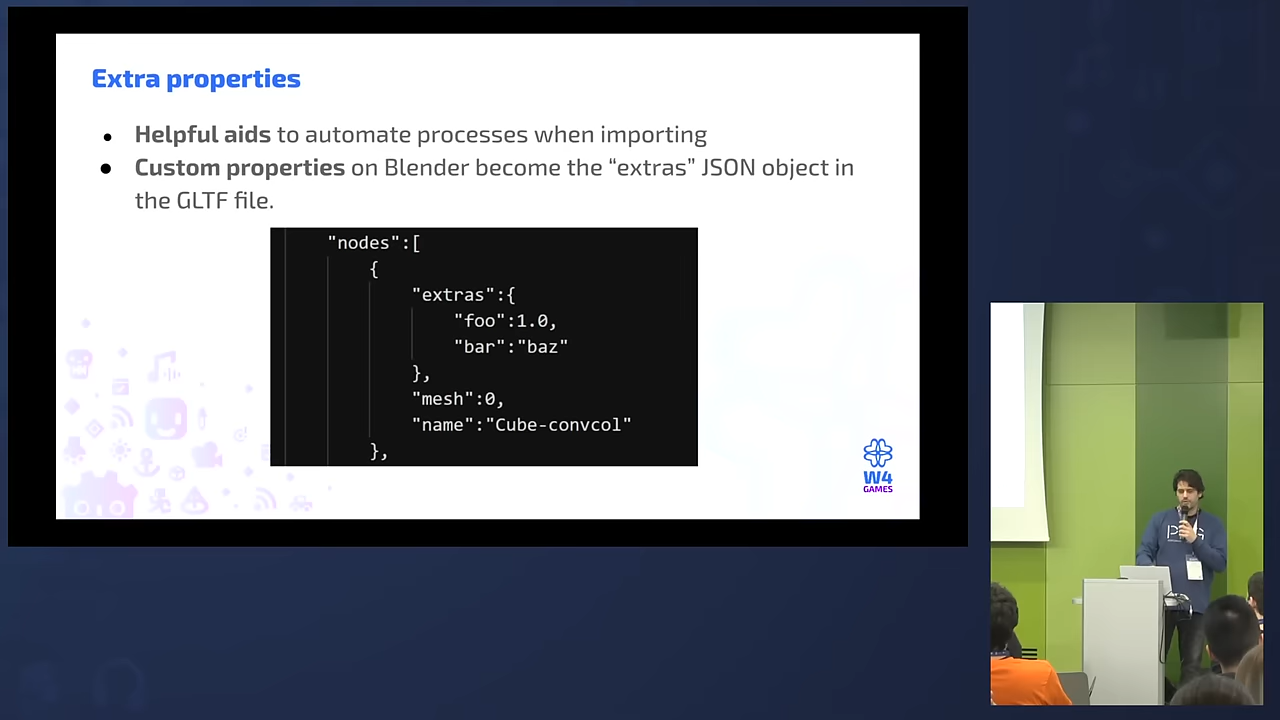 Extra properties
● Helpful aids to automate processes when importing
● Custom properties on Blender become the “extras” JSON object in
the GLTF file.
"nodes":[
{
"extras":{
"foo":1.0,
"bar":"baz"
},
"mesh":0,
"name":"Cube-convcol"
},
W4
GAMES